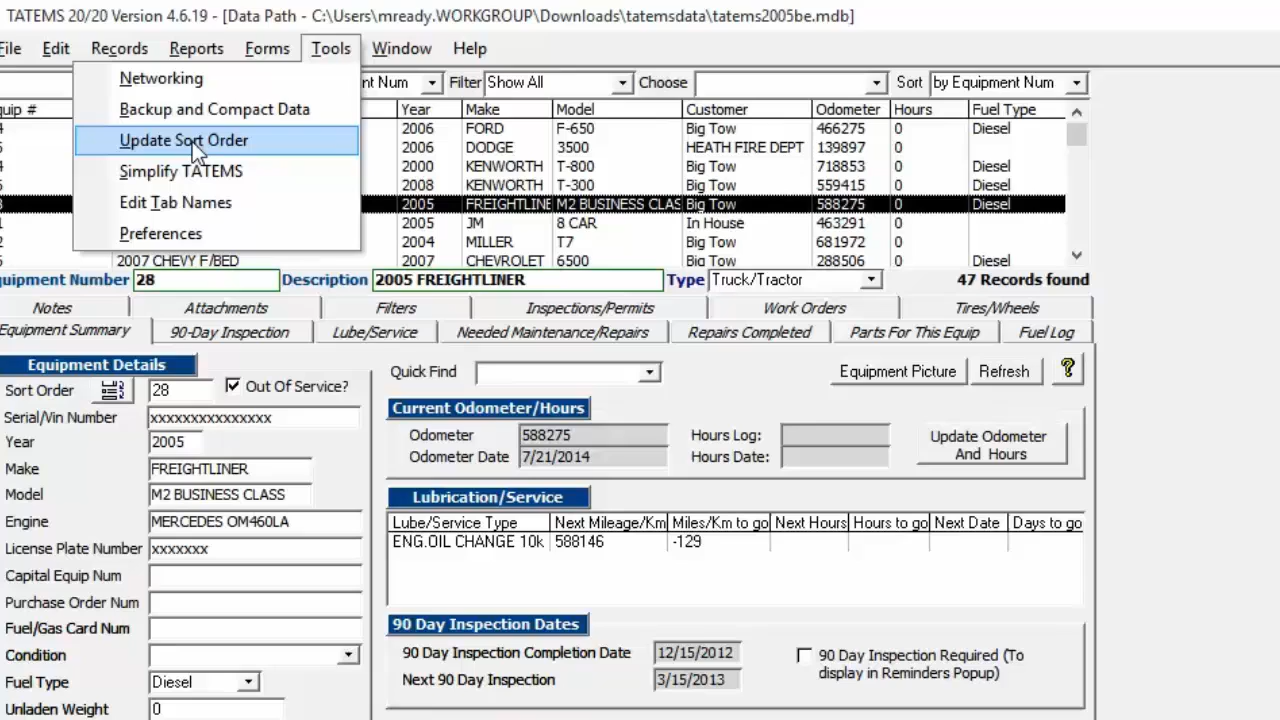 TATEMS 20/20 Version 4.6.19 - [Data Path - C:\Users\mready.WORKGROUP\Downloads\tatemsdata\tatems2005be.mdb]
File Edit Records Reports Forms Tools Window Help
Networking
Backup and Compact Data
Update Sort Order
Simplify TATEMS
Edit Tab Names
Preferences
nt Num Filter Show All Choose Sort by Equipment Num
quip # Year Make Model Customer Odometer Hours Fuel Type
4 2006 FORD F-650 Big Tow 466275 0 Diesel
5 2006 DODGE 3500 HEATH FIRE DEPT 139897 0
4 2000 KENWORTH T-800 Big Tow 718853 0 Diesel
5 2008 KENWORTH T-300 Big Tow 559415 0 Diesel
3 2005 FREIGHTLINE M2 BUSINESS CLAS Big Tow 588275 0 Diesel
1 2005 JM 8 CAR In House 463291 0
2 2004 MILLER T7 Big Tow 681972 0
5 2007 CHEVY F/BED 2007 CHEVROLET 6500 Big Tow 288506 0 Diesel
quipment Number 28 Description 2005 FREIGHTLINER Type Truck/Tractor 47 Records found
Notes Attachments Filters Inspections/Permits Work Orders Tires/Wheels
Equipment Summary 90-Day Inspection Lube/Service Needed Maintenance/Repairs Repairs Completed Parts For This Equip Fuel Log
Equipment Details
Sort Order 28 Out Of Service?
Serial/Vin Number xxxxxxxxxxxxxxx
Year 2005
Make FREIGHTLINER
Model M2 BUSINESS CLASS
Engine MERCEDES OM460LA
License Plate Number xxxxxxx
Capital Equip Num
Purchase Order Num
Fuel/Gas Card Num
Condition
Fuel Type Diesel
Unladen Weight 0
Quick Find Equipment Picture Refresh ?
Current Odometer/Hours
Odometer 588275 Hours Log:
Odometer Date 7/21/2014 Hours Date:
Update Odometer
And Hours
Lubrication/Service
Lube/Service Type Next Mileage/Km Miles/Km to go Next Hours Hours to go Next Date Days to go
ENG.OIL CHANGE 10k 588146 -129
90 Day Inspection Dates
90 Day Inspection Completion Date 12/15/2012
Next 90 Day Inspection 3/15/2013
90 Day Inspection Required (To
display in Reminders Popup)